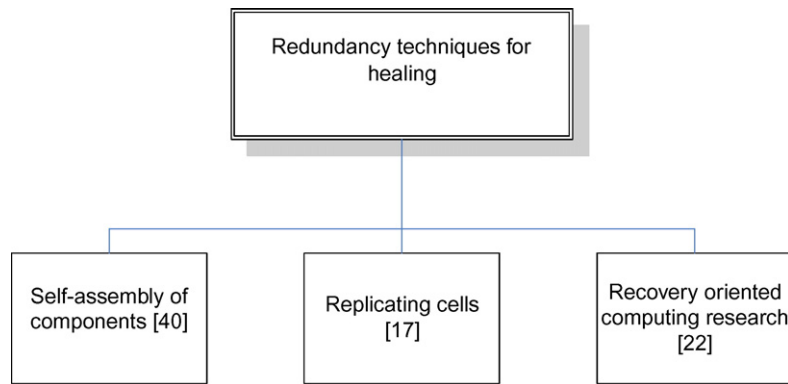 Redundancy techniques for
healing
Self-assembly of
components [40]
Replicating cells
[17]
Recovery oriented
computing research
[22]